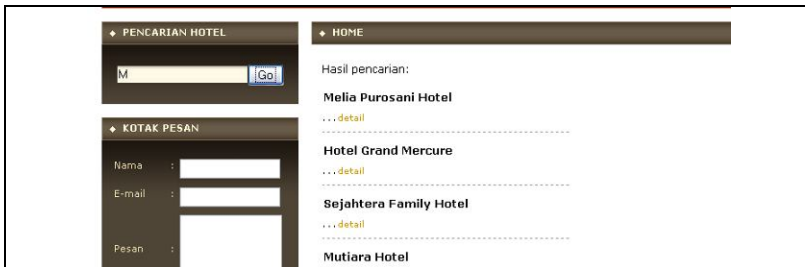 PENCARIAN HOTEL
M Go
KOTAK PESAN
Nama :
E-mail :
Pesan :
HOME
Hasil pencarian:
Melia Purosani Hotel
...detail
Hotel Grand Mercure
...detail
Sejahtera Family Hotel
...detail
Mutiara Hotel